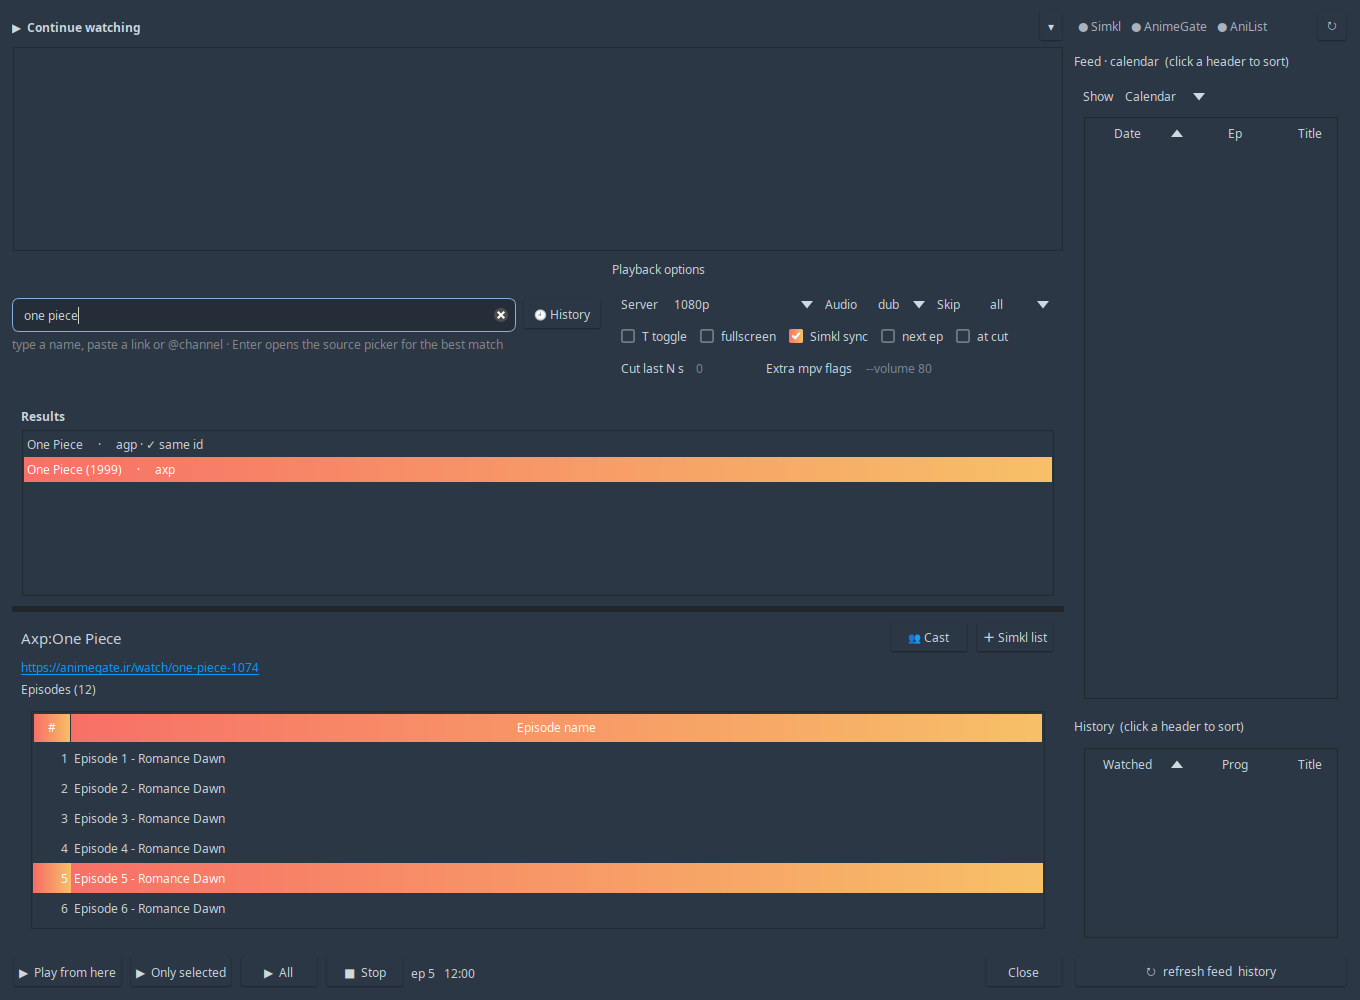 ▶ Continue watching
▼
● Simkl ● AnimeGate ● AniList ↻
Feed · calendar (click a header to sort)
Show Calendar
Date Ep Title
Playback options
one piece
🕘 History
type a name, paste a link or @channel · Enter opens the source picker for the best match
Server 1080p Audio dub Skip all
T toggle fullscreen Simkl sync next ep at cut
Cut last N s 0 Extra mpv flags --volume 80
Results
One Piece · agp · ✓ same id
One Piece (1999) · axp
Axp:One Piece
👥 Cast
+ Simkl list
https://animegate.ir/watch/one-piece-1074
Episodes (12)
# Episode name
1 Episode 1 - Romance Dawn
2 Episode 2 - Romance Dawn
3 Episode 3 - Romance Dawn
4 Episode 4 - Romance Dawn
5 Episode 5 - Romance Dawn
6 Episode 6 - Romance Dawn
History (click a header to sort)
Watched Prog Title
▶ Play from here ▶ Only selected ▶ All ■ Stop ep 5 12:00
Close
↻ refresh feed history